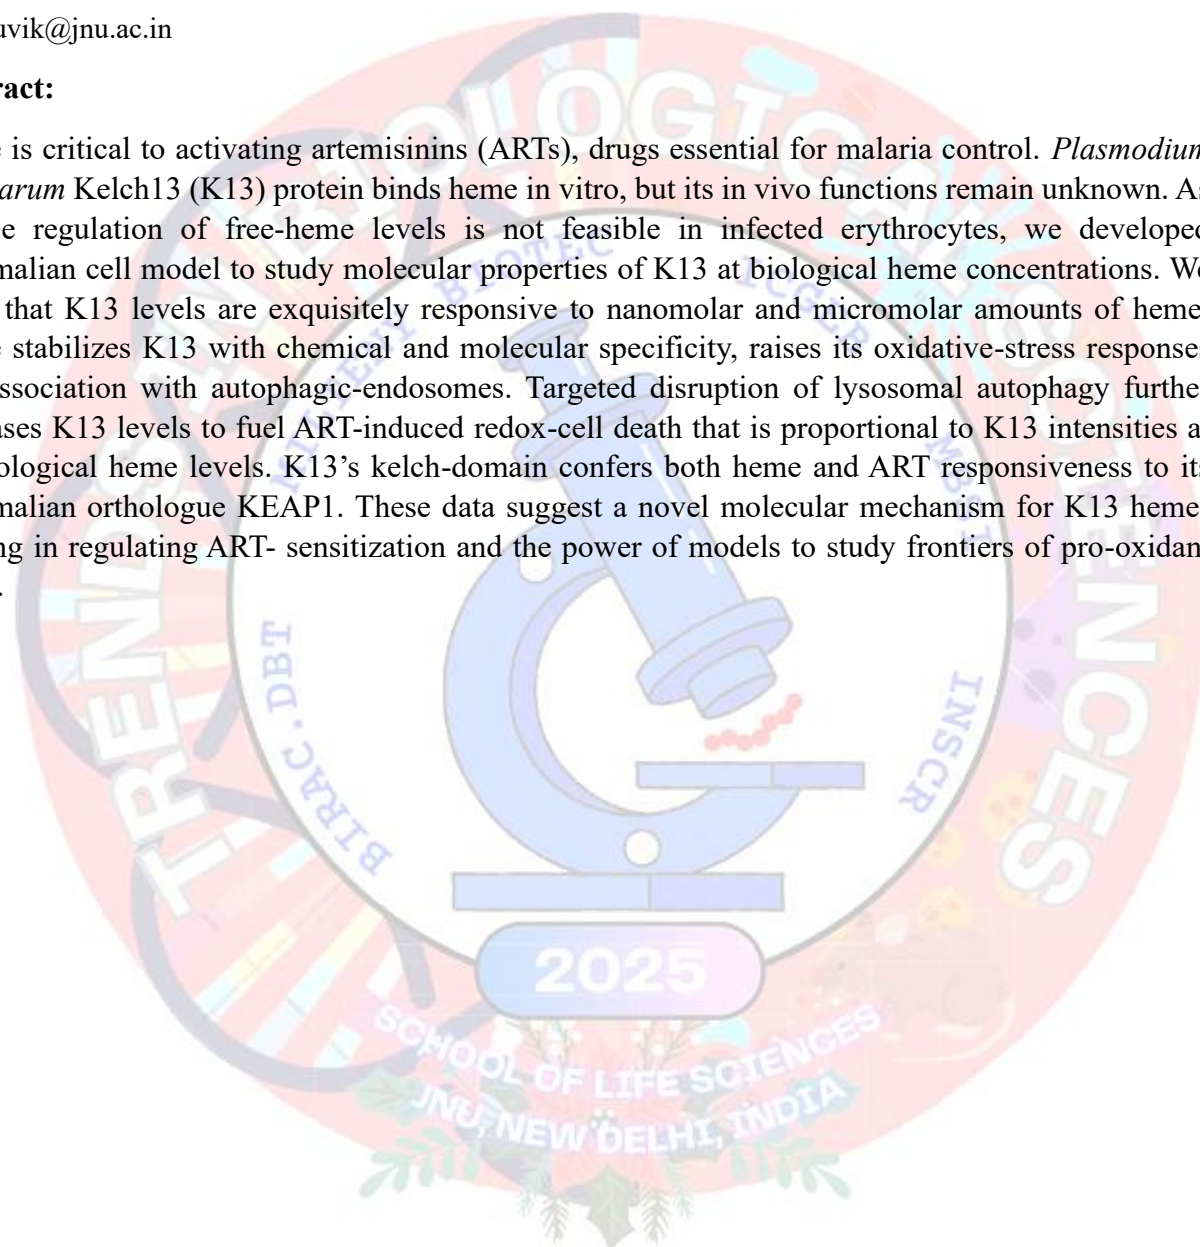 uvik@jnu.ac.in
ract:
e is critical to activating artemisinins (ARTs), drugs essential for malaria control. Plasmodium
arum Kelch13 (K13) protein binds heme in vitro, but its in vivo functions remain unknown. As
e regulation of free-heme levels is not feasible in infected erythrocytes, we developed
malian cell model to study molecular properties of K13 at biological heme concentrations. We
that K13 levels are exquisitely responsive to nanomolar and micromolar amounts of heme
e stabilizes K13 with chemical and molecular specificity, raises its oxidative-stress responses
ssociation with autophagic-endosomes. Targeted disruption of lysosomal autophagy further
ases K13 levels to fuel ART-induced redox-cell death that is proportional to K13 intensities a
ological heme levels. K13’s kelch-domain confers both heme and ART responsiveness to its
malian orthologue KEAP1. These data suggest a novel molecular mechanism for K13 heme-
ng in regulating ART- sensitization and the power of models to study frontiers of pro-oxidan
.
TRENDS IN BIOLOGICAL SCIENCES
BIOTEC
ICGEB
BIRAC.DBT
INSCR
2025
SCHOOL OF LIFE SCIENCES
JNU, NEW DELHI, INDIA